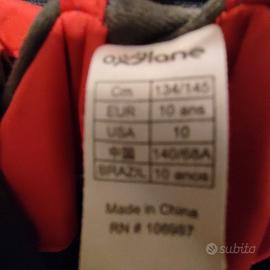 oxylane
Cm 134/145
EUR 10 ans
USA 10
中国 140/68A
BRAZIL 10 anos
Made in China
RN # 106987
subito